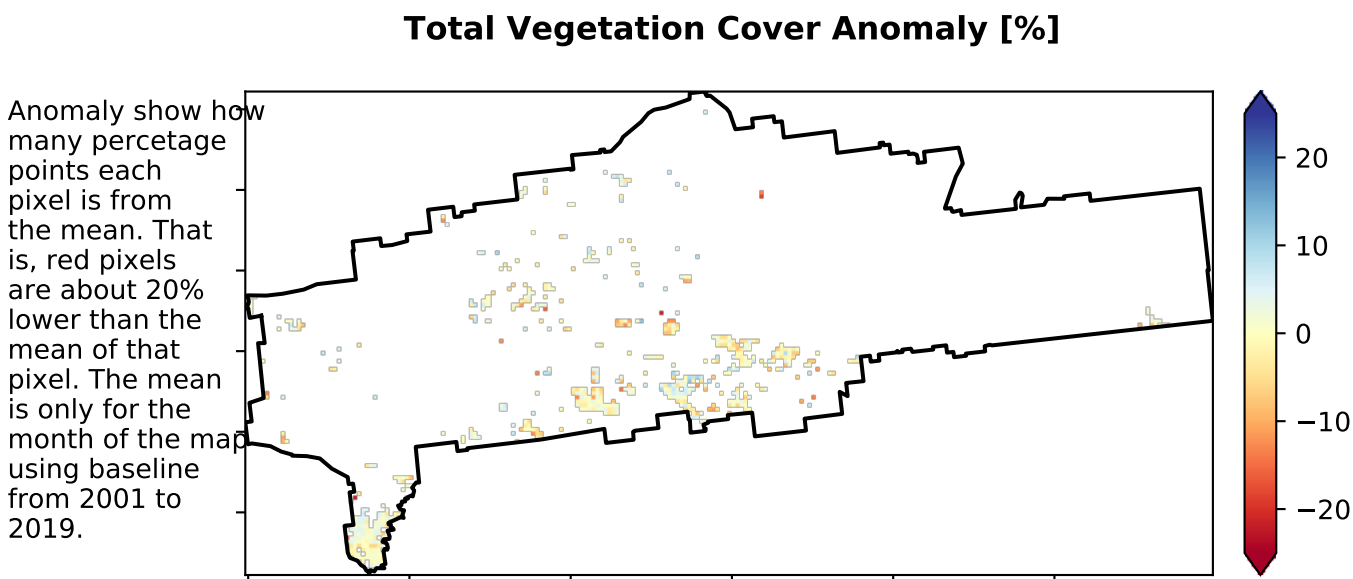 Total Vegetation Cover Anomaly [%]
Anomaly show how
many percetage
points each
pixel is from
the mean. That
is, red pixels
are about 20%
lower than the
mean of that
pixel. The mean
is only for the
month of the map
using baseline
from 2001 to
2019.
20
10
0
−10
−20